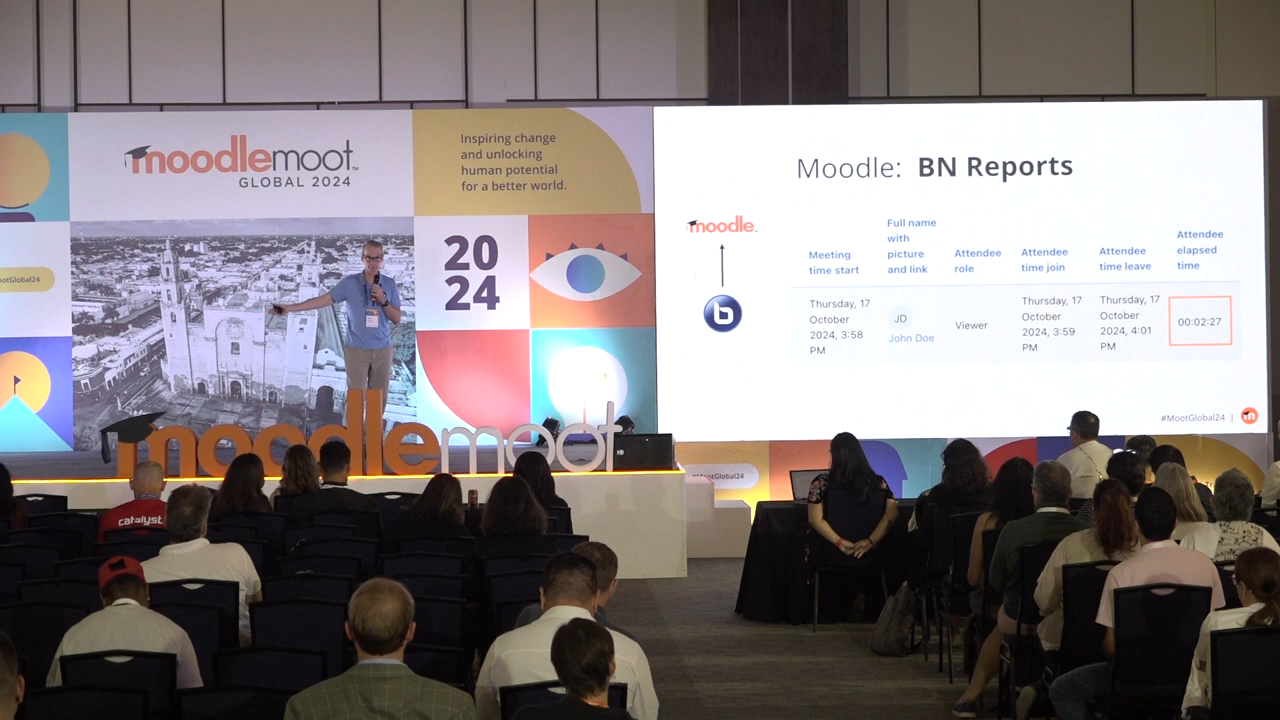 moodlemoot™
GLOBAL 2024
Inspiring change
and unlocking
human potential
for a better world.
20
24
ootGlobal24
moodlemoot
catalyst
#MootGlobal24
Moodle: BN Reports
moodle
b
Meeting
time start
Full name
with
picture
and link
Attendee
role
Attendee
time join
Attendee
time leave
Attendee
elapsed
time
Thursday, 17
October
2024, 3:58
PM
JD
John Doe
Viewer
Thursday, 17
October
2024, 3:59
PM
Thursday, 17
October
2024, 4:01
PM
00:02:27
#MootGlobal24 |
m